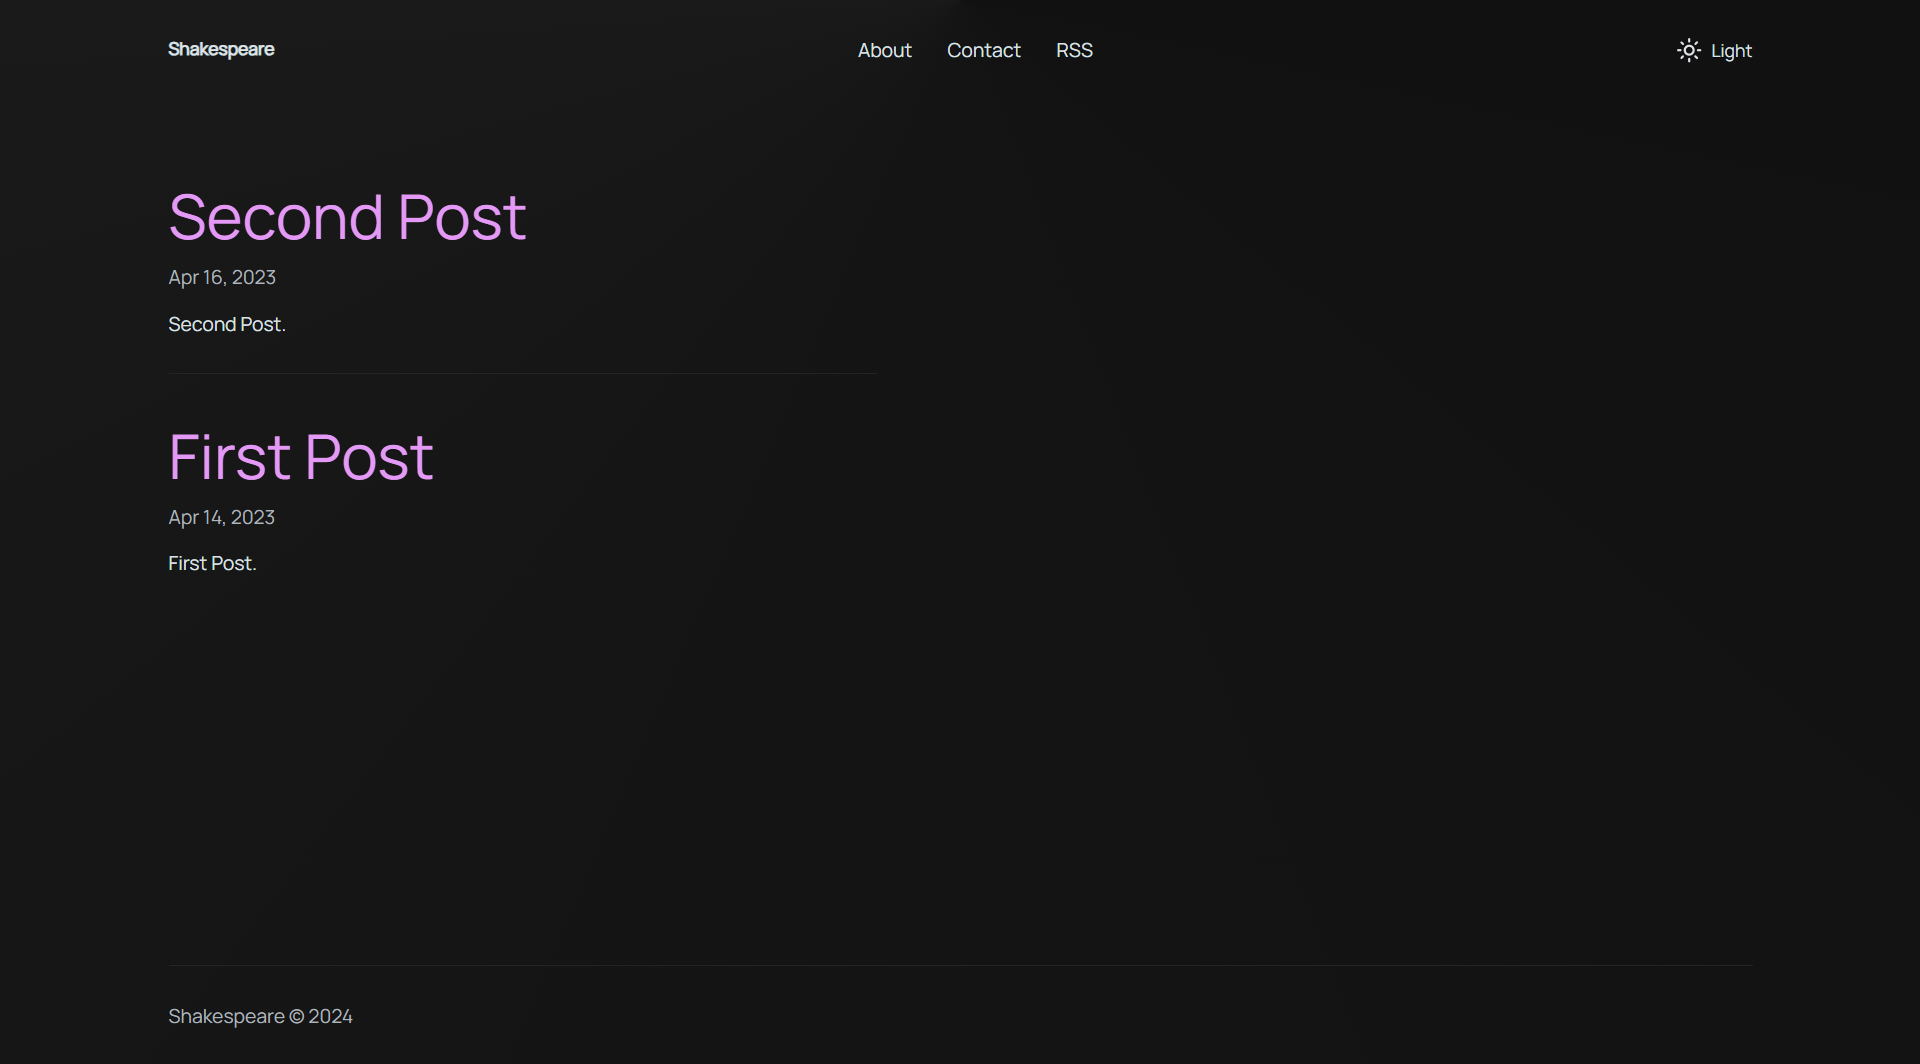 Shakespeare
About Contact RSS
Light
Second Post
Apr 16, 2023
Second Post.
First Post
Apr 14, 2023
First Post.
Shakespeare © 2024